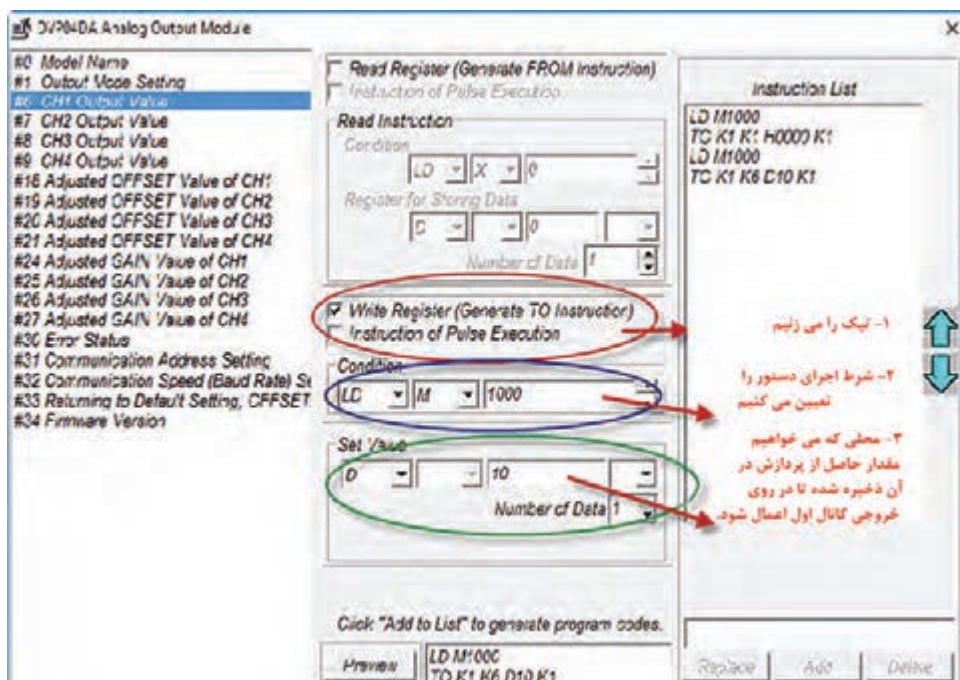 DVP04DA Analog Output Module
#0 Model Name
#1 Output Mode Setting
#6 CH1 Output Value
#7 CH2 Output Value
#8 CH3 Output Value
#9 CH4 Output Value
#18 Adjusted OFFSET Value of CH1
#19 Adjusted OFFSET Value of CH2
#20 Adjusted OFFSET Value of CH3
#21 Adjusted OFFSET Value of CH4
#24 Adjusted GAIN Value of CH1
#25 Adjusted GAIN Value of CH2
#26 Adjusted GAIN Value of CH3
#27 Adjusted GAIN Value of CH4
#30 Error Status
#31 Communication Address Setting
#32 Communication Speed (Baud Rate) Se
#33 Returning to Default Setting, OFFSET
#34 Firmware Version
Read Register (Generate FROM Instruction)
Instruction of Pulse Execution
Read Instruction
Condition
LD X 0
Register for Storing Data
D 0
Number of Data 1
Write Register (Generate TO Instruction)
Instruction of Pulse Execution
Condition
LD M 1000
Set Value
D 10
Number of Data 1
Click "Add to List" to generate program codes.
Preview
LD M1000
TO K1 K6 D10 K1
Instruction List
LD M1000
TO K1 K1 H0000 K1
LD M1000
TO K1 K6 D10 K1
۱- تیک را می زنیم
۲- شرط اجرای دستور را
تعیین می کنیم
۳- محلی که می خواهیم
مقدار حاصل از پردازش در
آن ذخیره شده تا در روی
خروجی کانال اول اعمال شود.
Replace
Add
Delete